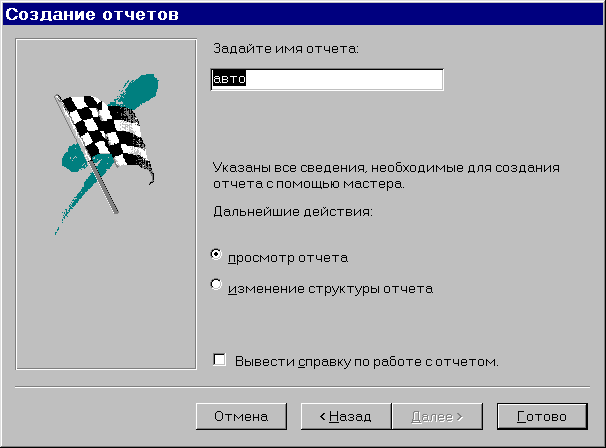 Создание отчетов
Задайте имя отчета:
авто
Указаны все сведения, необходимые для создания
отчета с помощью мастера.
Дальнейшие действия:
просмотр отчета
изменение структуры отчета
Вывести справку по работе с отчетом.
Отмена < Назад Далее > Готово